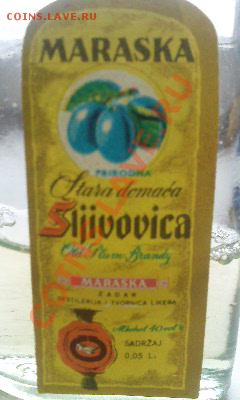 COINS.LAVE.RU
MARASKA
PRIRODNA
Stara domaća
Šljivovica
Old Plum Brandy
MARASKA
ZADAR
DESTILERIJA I TVORNICA LIKERA
Alkohol 40 vol %
SADRŽAJ
0,05 L.